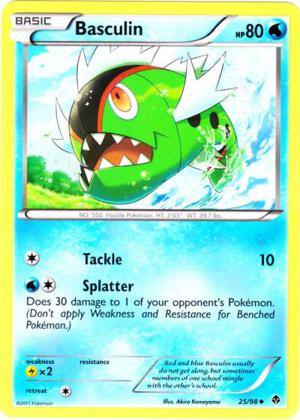 BASIC
Basculin
HP80
NO. 550 Hostile Pokémon HT: 3'03" WT: 39.7 lbs.
Tackle 10
Splatter
Does 30 damage to 1 of your opponent's Pokémon.
(Don't apply Weakness and Resistance for Benched
Pokémon.)
weakness
resistance
×2
retreat
Red and blue Basculin usually
do not get along, but sometimes
members of one school mingle
with the other's school.
©2011 Pokémon
Illus. Akira Komayama
25/98